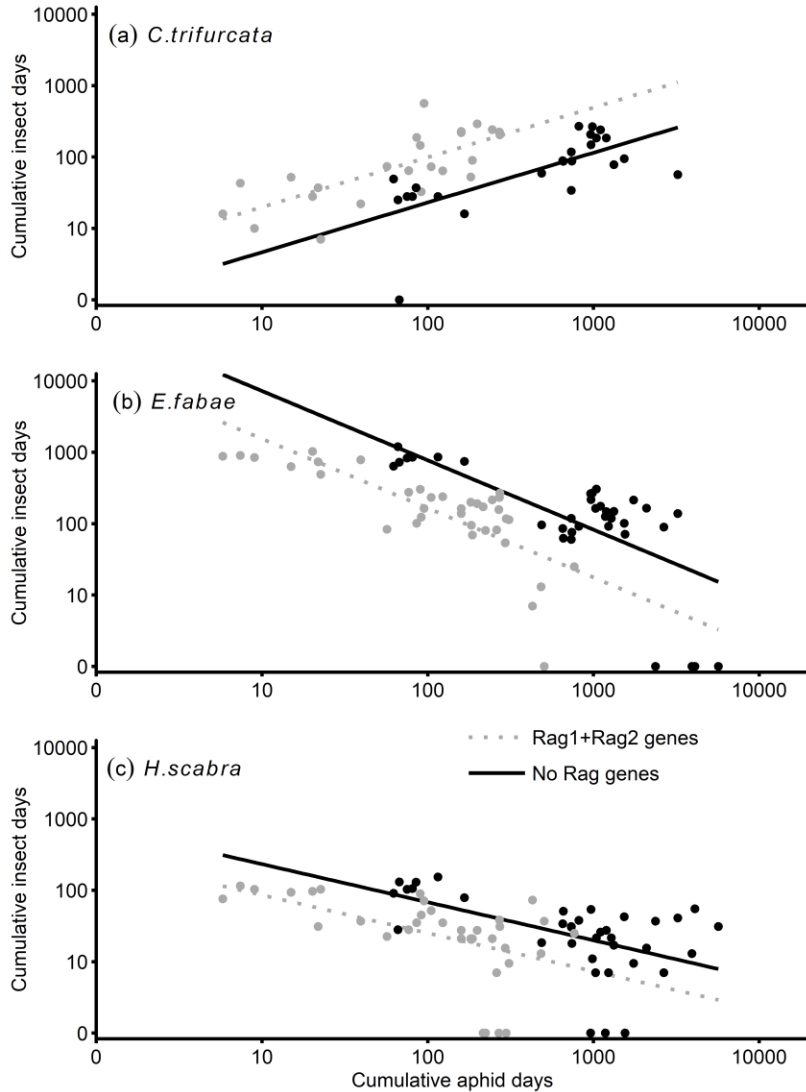 (a) C.trifurcata
Cumulative insect days
10000
1000
100
10
0
0 10 100 1000 10000
(b) E.fabae
Cumulative insect days
10000
1000
100
10
0
0 10 100 1000 10000
(c) H.scabra
Rag1+Rag2 genes
No Rag genes
Cumulative insect days
10000
1000
100
10
0
0 10 100 1000 10000
Cumulative aphid days